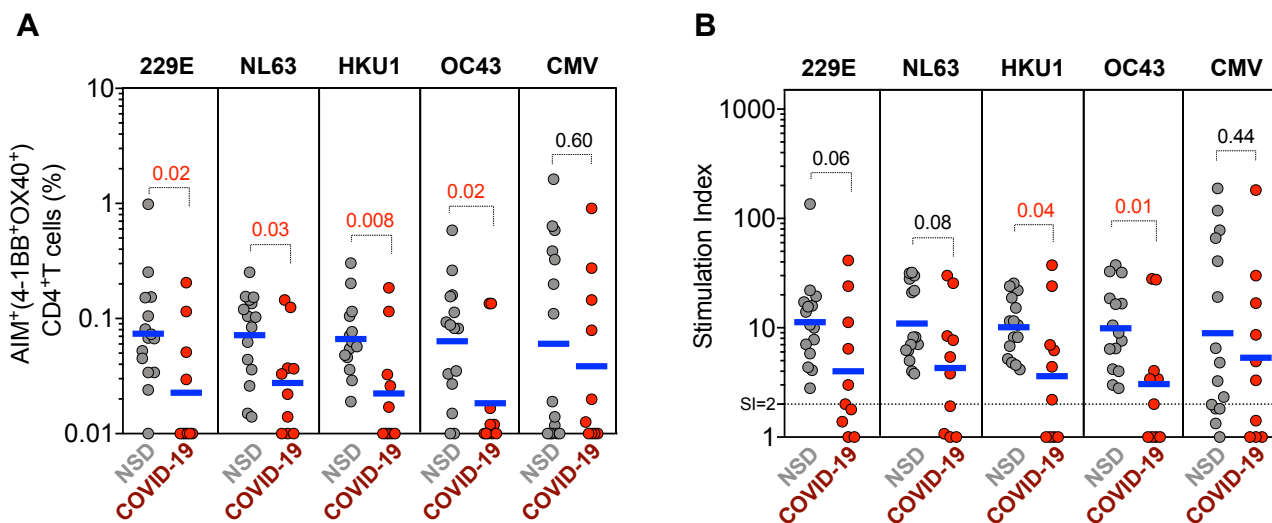 A
229E NL63 HKU1 OC43 CMV
AIM⁺(4-1BB⁺OX40⁺)
CD4⁺T cells (%)
10
1
0.1
0.01
0.02 0.03 0.008 0.02 0.60
NSD COVID-19 NSD COVID-19 NSD COVID-19 NSD COVID-19 NSD COVID-19
B
229E NL63 HKU1 OC43 CMV
Stimulation Index
1000
100
10
SI=2
1
0.06 0.08 0.04 0.01 0.44
NSD COVID-19 NSD COVID-19 NSD COVID-19 NSD COVID-19 NSD COVID-19